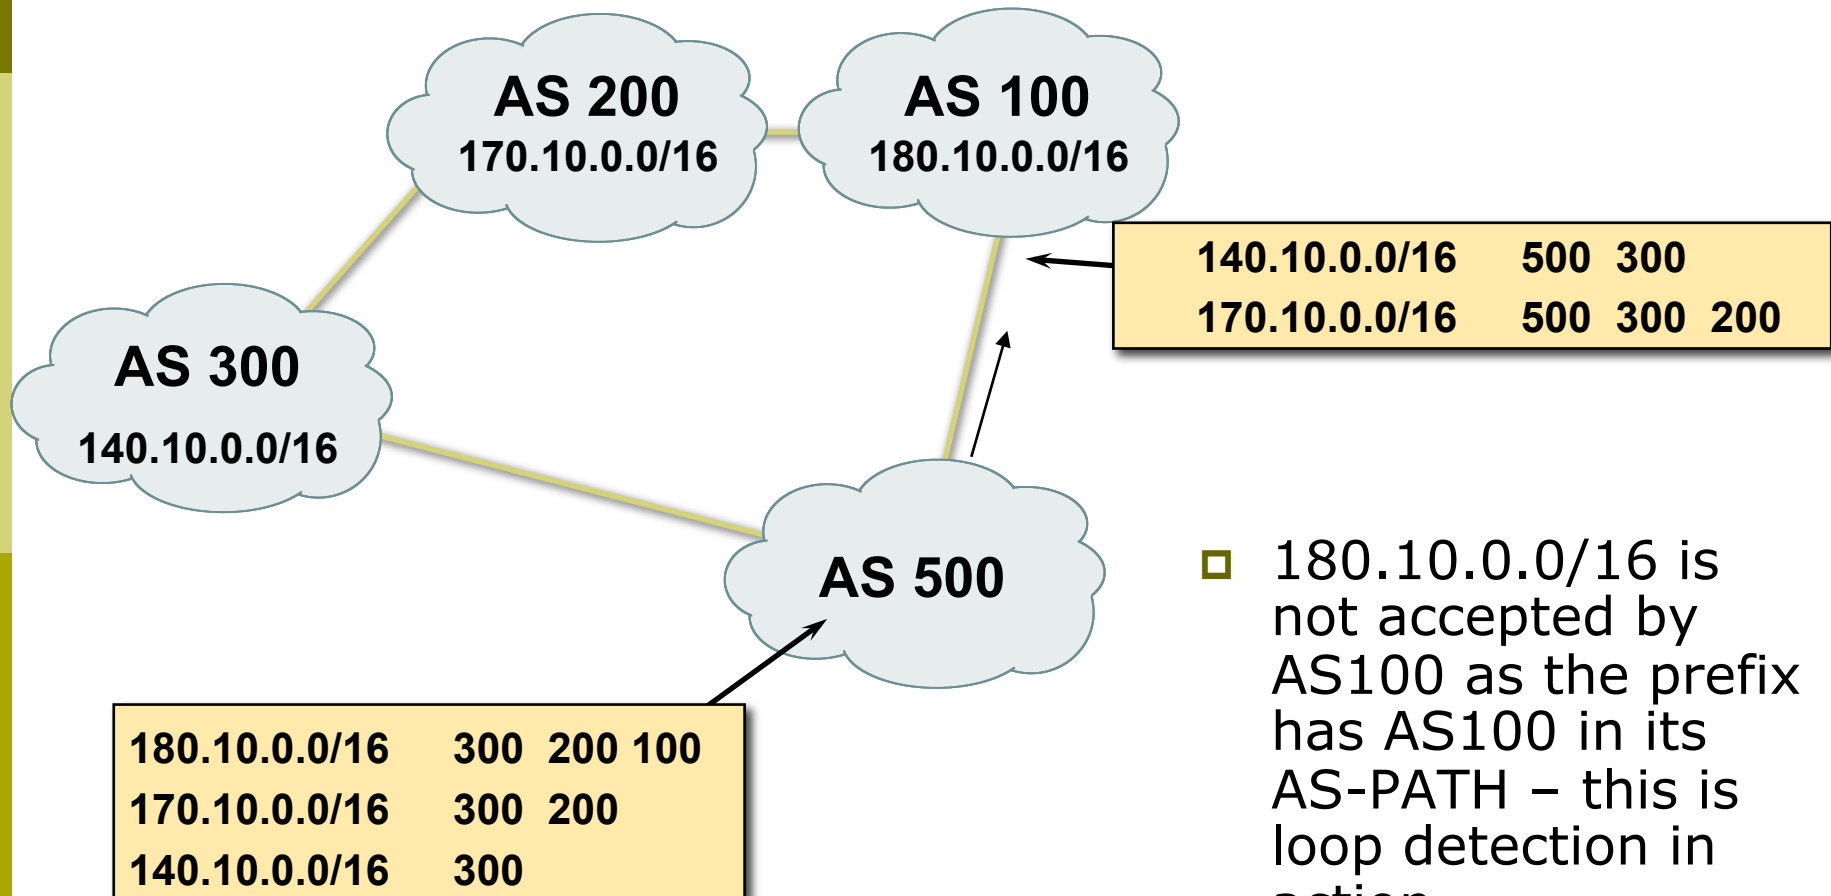 AS 200
170.10.0.0/16
AS 100
180.10.0.0/16
140.10.0.0/16 500 300
170.10.0.0/16 500 300 200
AS 300
140.10.0.0/16
AS 500
180.10.0.0/16 300 200 100
170.10.0.0/16 300 200
140.10.0.0/16 300
180.10.0.0/16 is
not accepted by
AS100 as the prefix
has AS100 in its
AS-PATH – this is
loop detection in
action